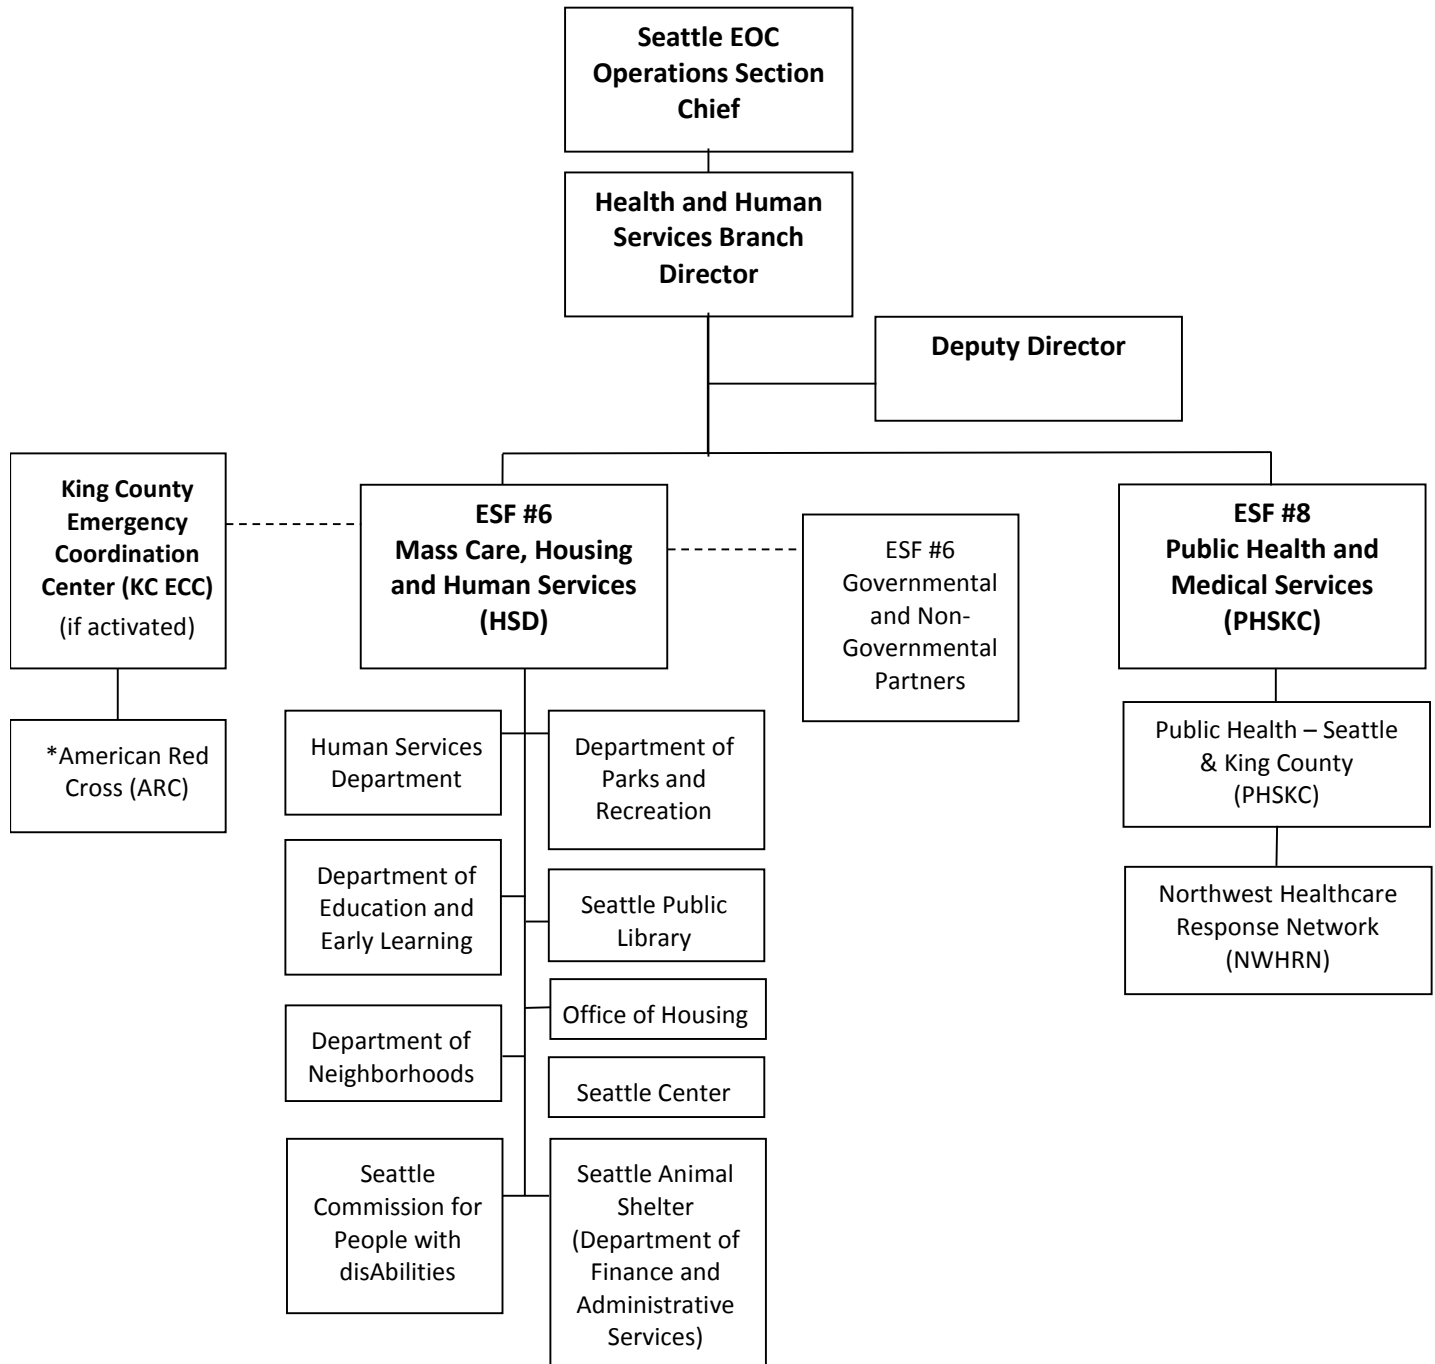 Seattle EOC
Operations Section
Chief
Health and Human
Services Branch
Director
Deputy Director
King County
Emergency
Coordination
Center (KC ECC)
(if activated)
ESF #6
Mass Care, Housing
and Human Services
(HSD)
ESF #6
Governmental
and Non-
Governmental
Partners
ESF #8
Public Health and
Medical Services
(PHSKC)
*American Red
Cross (ARC)
Human Services
Department
Department of
Parks and
Recreation
Public Health – Seattle
& King County
(PHSKC)
Department of
Education and
Early Learning
Seattle Public
Library
Northwest Healthcare
Response Network
(NWHRN)
Office of Housing
Department of
Neighborhoods
Seattle Center
Seattle
Commission for
People with
disAbilities
Seattle Animal
Shelter
(Department of
Finance and
Administrative
Services)